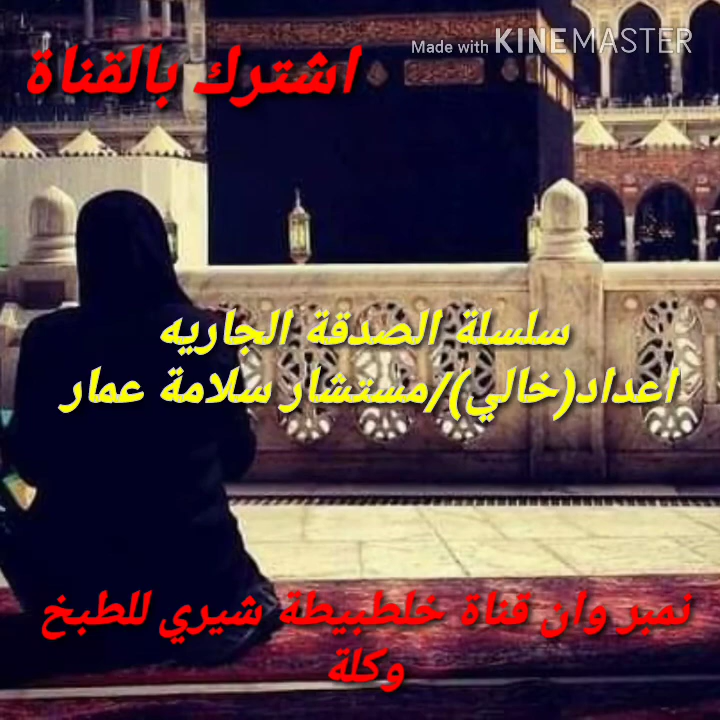 Made with KINEMASTER
اشترك بالقناة
سلسلة الصدقة الجاريه
اعداد(خالي)/مستشار سلامة عمار
نمبر وان قناة خلطبيطة شيري للطبخ
وكلة